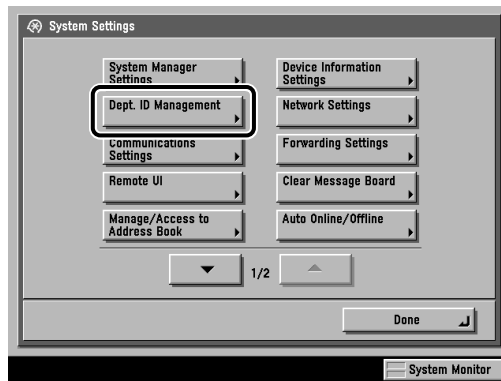 System Settings
System Manager
Settings
Device Information
Settings
Dept. ID Management
Network Settings
Communications
Settings
Forwarding Settings
Remote UI
Clear Message Board
Manage/Access to
Address Book
Auto Online/Offline
1/2
Done
System Monitor